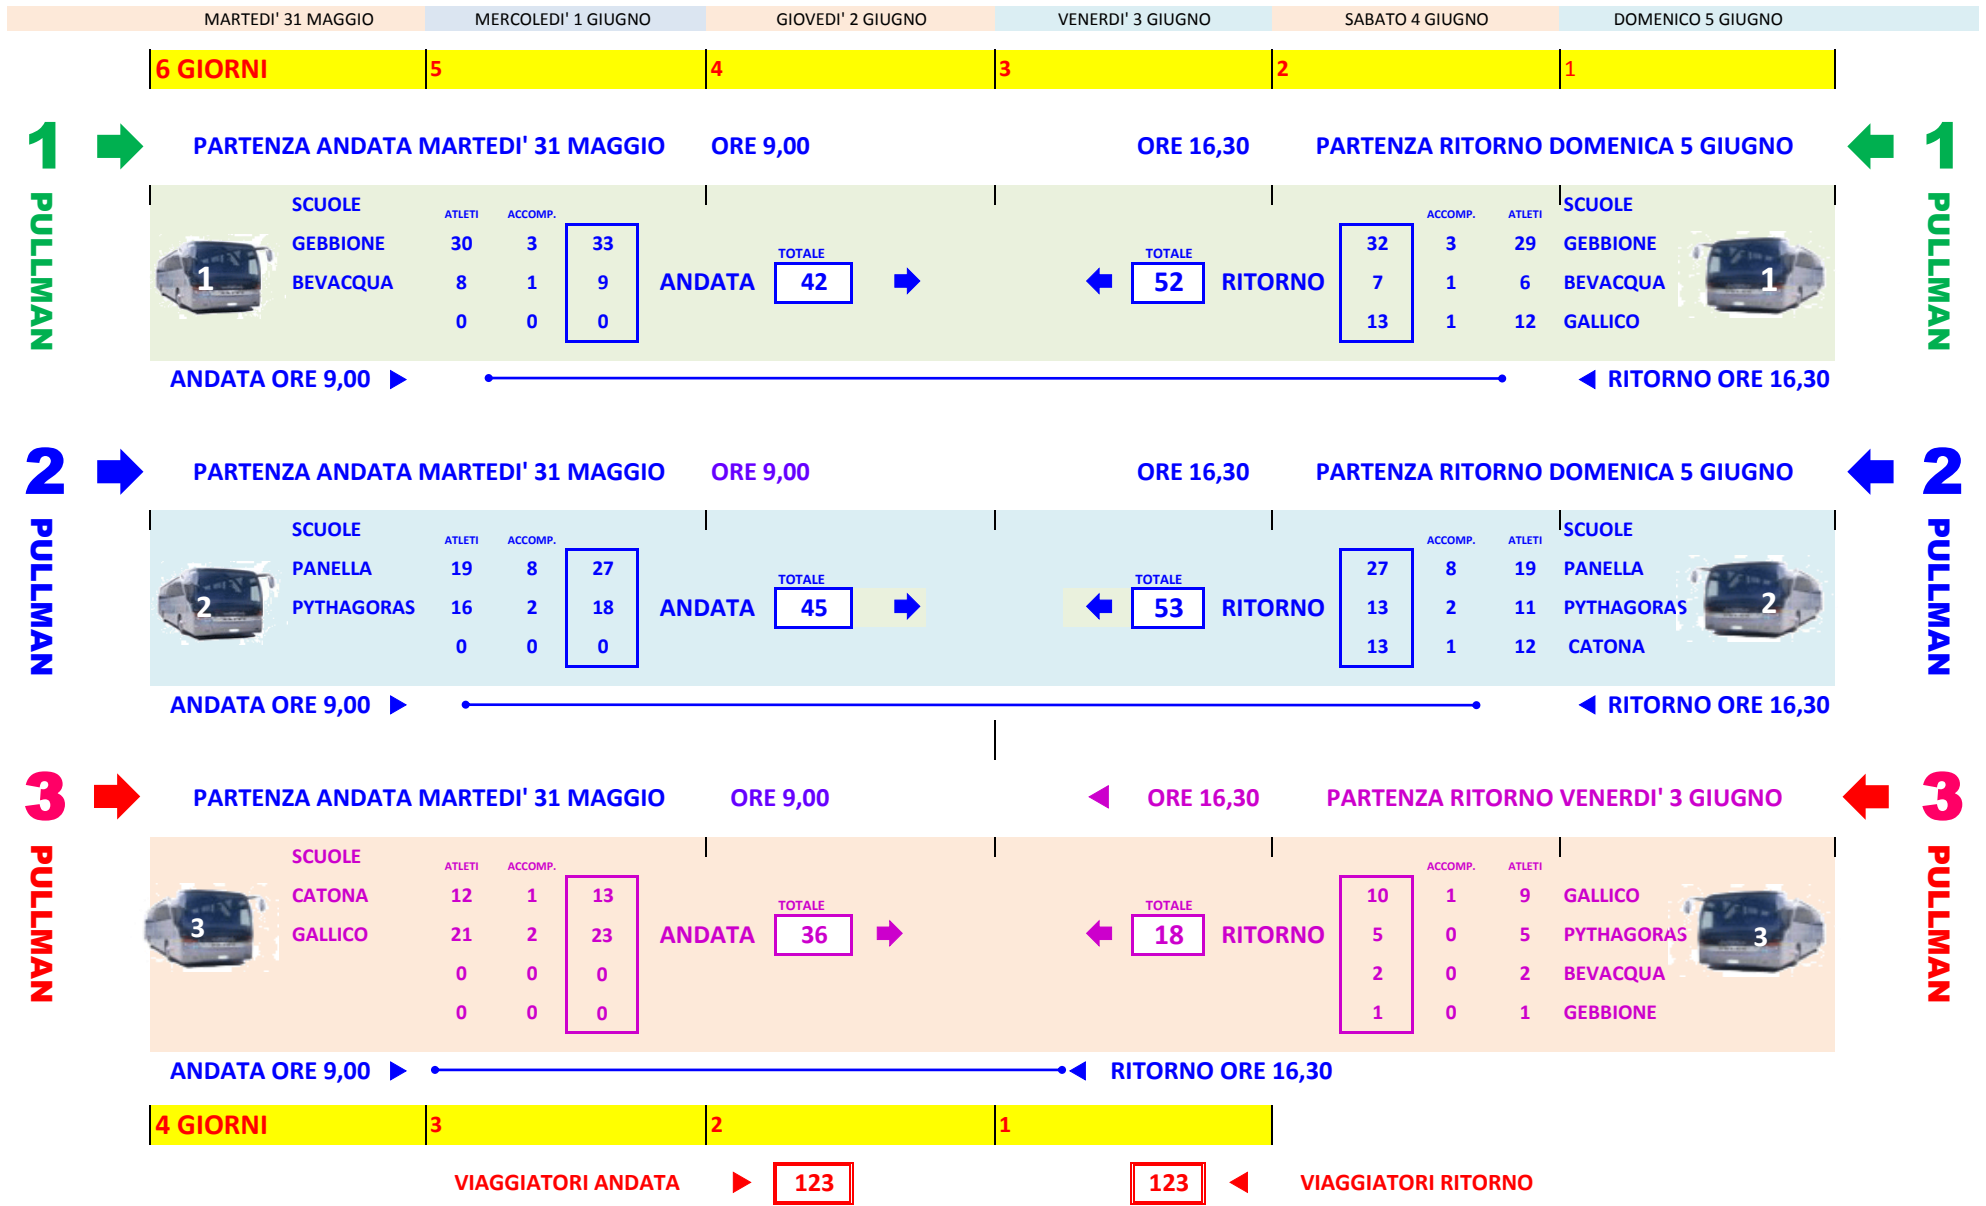 MARTEDI' 31 MAGGIO MERCOLEDI' 1 GIUGNO GIOVEDI' 2 GIUGNO VENERDI' 3 GIUGNO SABATO 4 GIUGNO DOMENICO 5 GIUGNO
6 GIORNI 5 4 3 2 1
1 PARTENZA ANDATA MARTEDI' 31 MAGGIO ORE 9,00 ORE 16,30 PARTENZA RITORNO DOMENICA 5 GIUGNO 1
PULLMAN PULLMAN
SCUOLE ATLETI ACCOMP. ACCOMP. ATLETI SCUOLE
GEBBIONE 30 3 33 32 3 29 GEBBIONE
TOTALE TOTALE
1 BEVACQUA 8 1 9 ANDATA 42 52 RITORNO 7 1 6 BEVACQUA 1
0 0 0 13 1 12 GALLICO
ANDATA ORE 9,00 RITORNO ORE 16,30
2 PARTENZA ANDATA MARTEDI' 31 MAGGIO ORE 9,00 ORE 16,30 PARTENZA RITORNO DOMENICA 5 GIUGNO 2
PULLMAN PULLMAN
SCUOLE ATLETI ACCOMP. ACCOMP. ATLETI SCUOLE
PANELLA 19 8 27 27 8 19 PANELLA
TOTALE TOTALE
2 PYTHAGORAS 16 2 18 ANDATA 45 53 RITORNO 13 2 11 PYTHAGORAS 2
0 0 0 13 1 12 CATONA
ANDATA ORE 9,00 RITORNO ORE 16,30
3 PARTENZA ANDATA MARTEDI' 31 MAGGIO ORE 9,00 ORE 16,30 PARTENZA RITORNO VENERDI' 3 GIUGNO 3
PULLMAN PULLMAN
SCUOLE ATLETI ACCOMP. ACCOMP. ATLETI
CATONA 12 1 13 10 1 9 GALLICO
TOTALE TOTALE
3 GALLICO 21 2 23 ANDATA 36 18 RITORNO 5 0 5 PYTHAGORAS 3
0 0 0 2 0 2 BEVACQUA
0 0 0 1 0 1 GEBBIONE
ANDATA ORE 9,00 RITORNO ORE 16,30
4 GIORNI 3 2 1
VIAGGIATORI ANDATA 123 123 VIAGGIATORI RITORNO